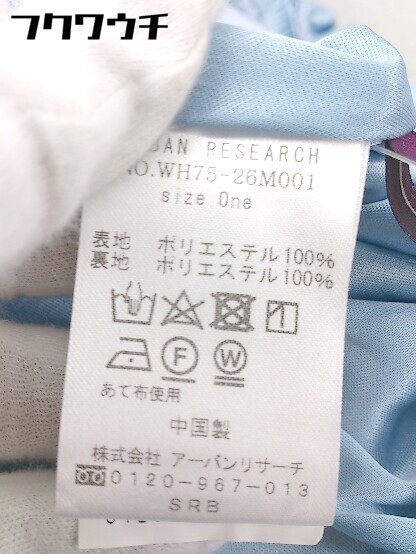 フクワウチ
BAN RESEARCH
NO.WH75-26M001
size One
表地 ポリエステル100%
裏地 ポリエステル100%
F W
あて布使用
中国製
株式会社 アーバンリサーチ
0120-967-013
SRB